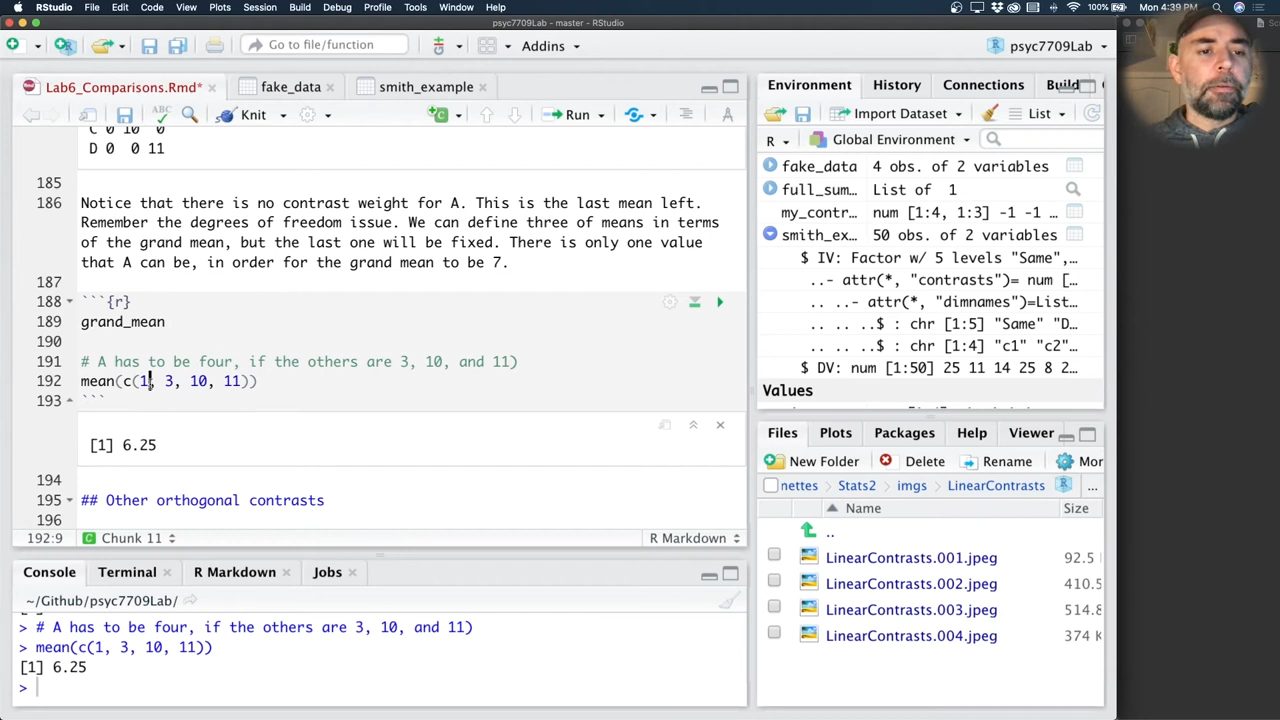 RStudio File Edit Code View Plots Session Build Debug Profile Tools Window Help 100% Mon 4:39 PM
psyc7709Lab - master - RStudio
Go to file/function Addins psyc7709Lab
Lab6_Comparisons.Rmd* fake_data smith_example
ABC Knit Run
C 0 10 0
D 0 0 11
185
186 Notice that there is no contrast weight for A. This is the last mean left.
Remember the degrees of freedom issue. We can define three of means in terms
of the grand mean, but the last one will be fixed. There is only one value
that A can be, in order for the grand mean to be 7.
187
188 ```{r}
189 grand_mean
190
191 # A has to be four, if the others are 3, 10, and 11)
192 mean(c(1, 3, 10, 11))
193 ```
[1] 6.25
194
195 ## Other orthogonal contrasts
196
192:9 Chunk 11 R Markdown
Console Terminal R Markdown Jobs
~/Github/psyc7709Lab/
> # A has to be four, if the others are 3, 10, and 11)
> mean(c(1, 3, 10, 11))
[1] 6.25
>
Environment History Connections Build
Import Dataset List
R Global Environment
fake_data 4 obs. of 2 variables
full_sum… List of 1
my_contr… num [1:4, 1:3] -1 -1 …
smith_ex… 50 obs. of 2 variables
$ IV: Factor w/ 5 levels "Same",…
..- attr(*, "contrasts")= num […
.. ..- attr(*, "dimnames")=List…
.. .. ..$ : chr [1:5] "Same" "D…
.. .. ..$ : chr [1:4] "c1" "c2"…
$ DV: num [1:50] 25 11 14 25 8 2…
Values
Files Plots Packages Help Viewer
New Folder Delete Rename Mor
nettes Stats2 imgs LinearContrasts ...
Name Size
..
LinearContrasts.001.jpeg 92.5
LinearContrasts.002.jpeg 410.5
LinearContrasts.003.jpeg 514.8
LinearContrasts.004.jpeg 374 K